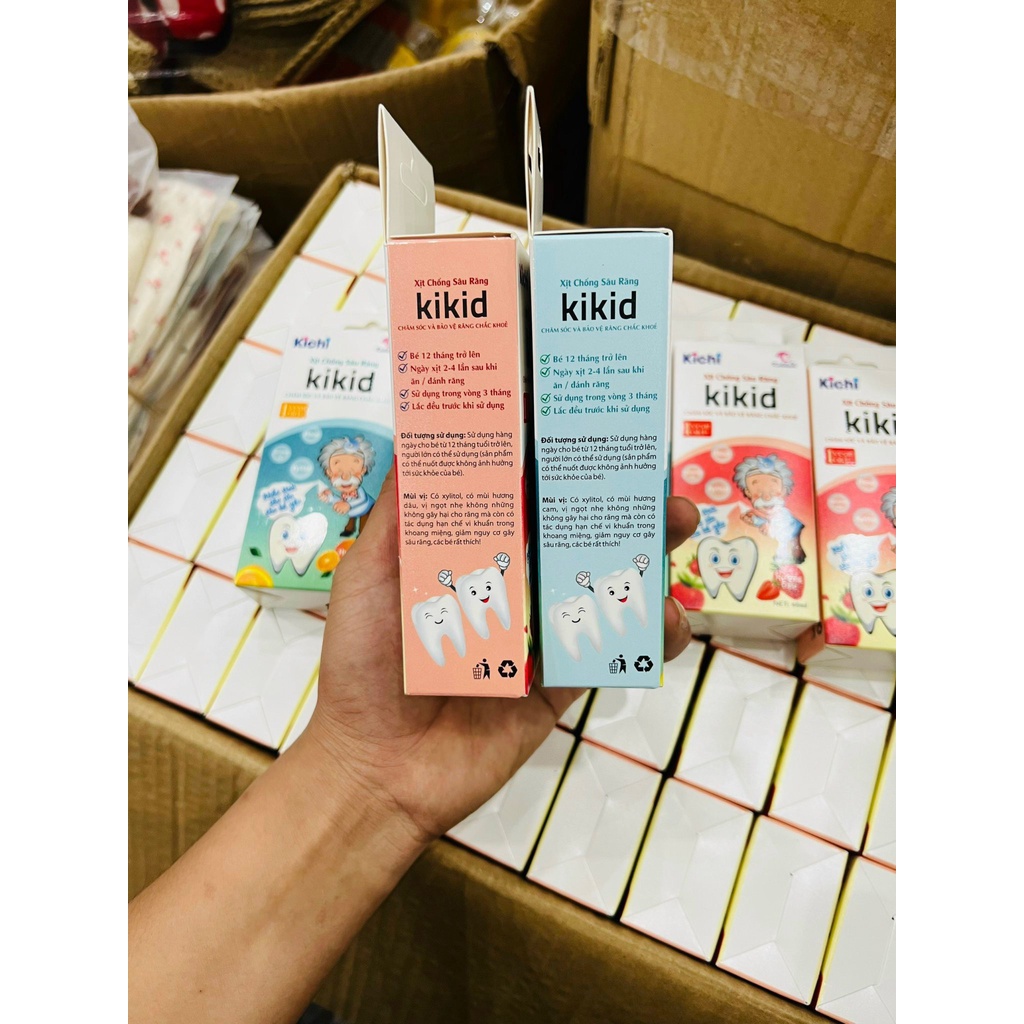 Xịt Chống Sâu Răng
kikid
CHĂM SÓC VÀ BẢO VỆ RĂNG CHẮC KHOẺ
Bé 12 tháng trở lên
Ngày xịt 2-4 lần sau khi
ăn / đánh răng
Sử dụng trong vòng 3 tháng
Lắc đều trước khi sử dụng
Đối tượng sử dụng: Sử dụng hàng
ngày cho bé từ 12 tháng tuổi trở lên,
người lớn có thể sử dụng (sản phẩm
có thể nuốt được không ảnh hưởng
tới sức khỏe của bé).
Mùi vị: Có xylitol, có mùi hương
dâu, vị ngọt nhẹ không những
không gây hại cho răng mà còn có
tác dụng hạn chế vi khuẩn trong
khoang miệng, giảm nguy cơ gây
sâu răng, các bé rất thích!
Xịt Chống Sâu Răng
kikid
CHĂM SÓC VÀ BẢO VỆ RĂNG CHẮC KHOẺ
Bé 12 tháng trở lên
Ngày xịt 2-4 lần sau khi
ăn / đánh răng
Sử dụng trong vòng 3 tháng
Lắc đều trước khi sử dụng
Đối tượng sử dụng: Sử dụng hàng
ngày cho bé từ 12 tháng tuổi trở lên,
người lớn có thể sử dụng (sản phẩm
có thể nuốt được không ảnh hưởng
tới sức khỏe của bé).
Mùi vị: Có xylitol, có mùi hương
cam, vị ngọt nhẹ không những
không gây hại cho răng mà còn có
tác dụng hạn chế vi khuẩn trong
khoang miệng, giảm nguy cơ gây
sâu răng, các bé rất thích!
Kichi
Xịt Chống Sâu Răng
kikid
Kichi
Xịt Chống Sâu Răng
kikid
Kichi
Xịt Chống Sâu